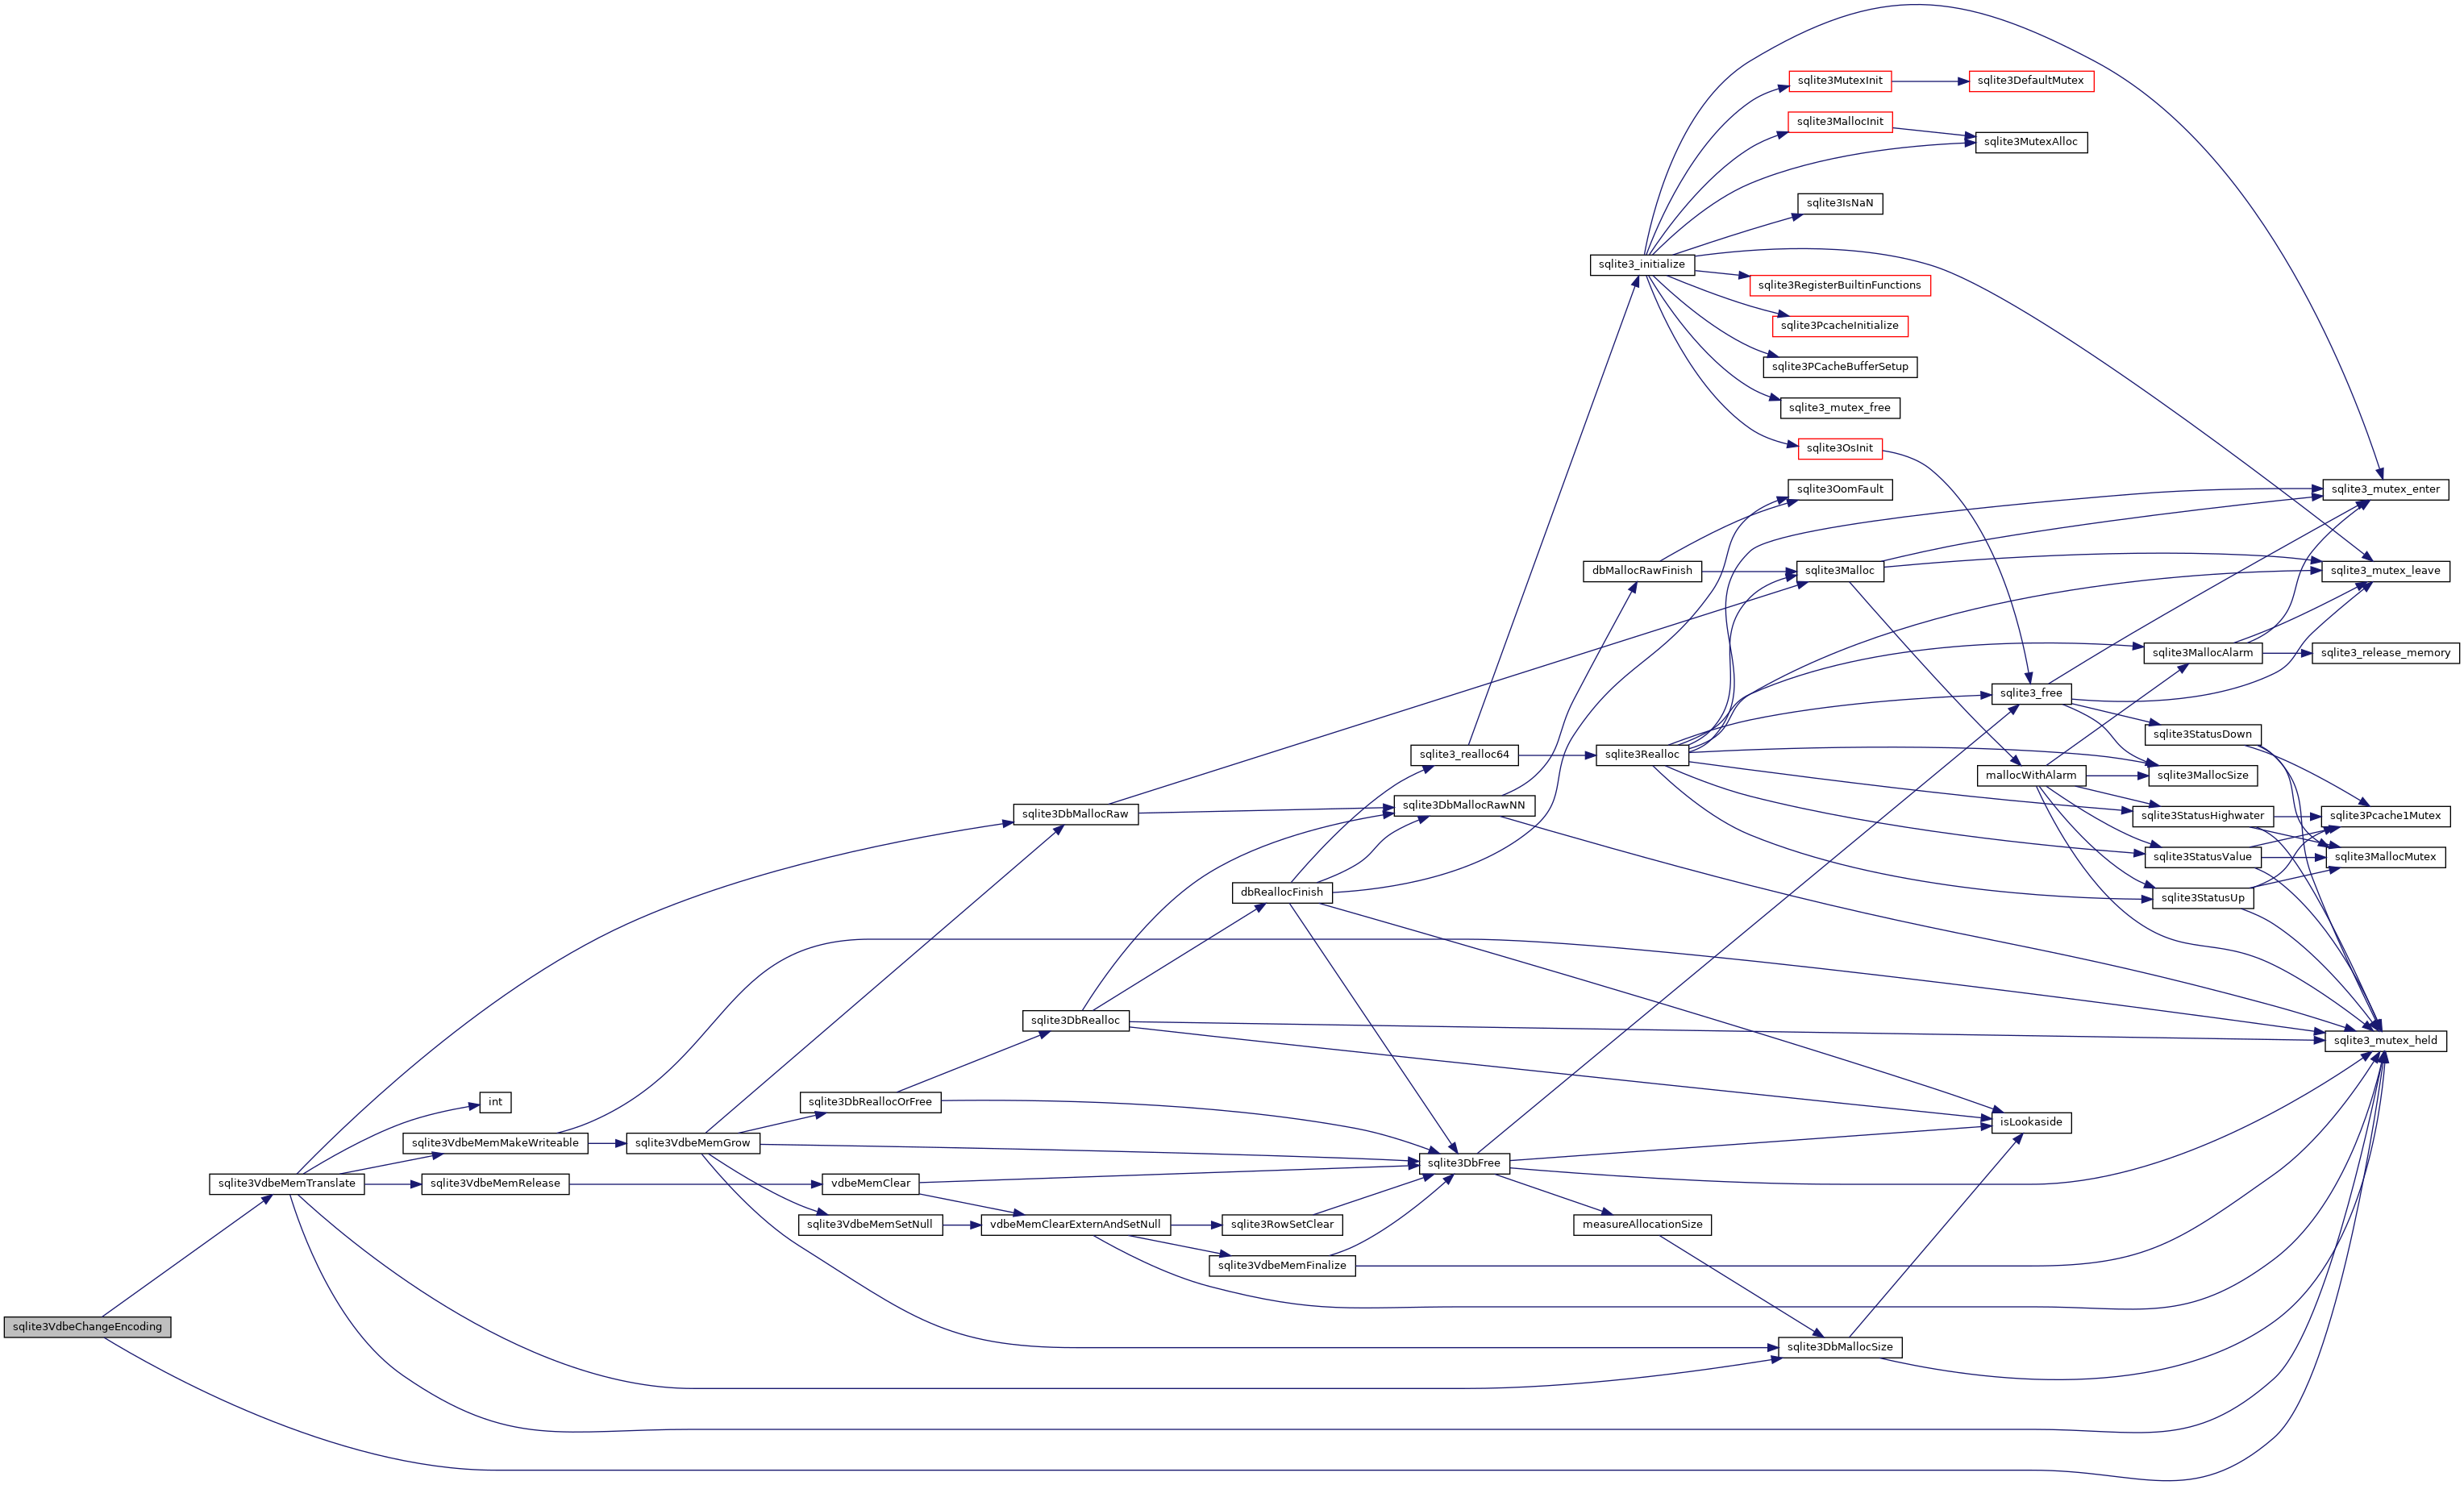 sqlite3MutexInit
sqlite3DefaultMutex
sqlite3MallocInit
sqlite3MutexAlloc
sqlite3IsNaN
sqlite3_initialize
sqlite3RegisterBuiltinFunctions
sqlite3PcacheInitialize
sqlite3PCacheBufferSetup
sqlite3_mutex_free
sqlite3OsInit
sqlite3OomFault
sqlite3_mutex_enter
dbMallocRawFinish
sqlite3Malloc
sqlite3_mutex_leave
sqlite3MallocAlarm
sqlite3_release_memory
sqlite3_free
sqlite3StatusDown
sqlite3_realloc64
sqlite3Realloc
mallocWithAlarm
sqlite3MallocSize
sqlite3DbMallocRaw
sqlite3DbMallocRawNN
sqlite3StatusHighwater
sqlite3Pcache1Mutex
sqlite3StatusValue
sqlite3MallocMutex
dbReallocFinish
sqlite3StatusUp
sqlite3DbRealloc
sqlite3_mutex_held
int
sqlite3DbReallocOrFree
isLookaside
sqlite3VdbeMemMakeWriteable
sqlite3VdbeMemGrow
sqlite3DbFree
sqlite3VdbeMemTranslate
sqlite3VdbeMemRelease
vdbeMemClear
sqlite3VdbeMemSetNull
vdbeMemClearExternAndSetNull
sqlite3RowSetClear
measureAllocationSize
sqlite3VdbeMemFinalize
sqlite3VdbeChangeEncoding
sqlite3DbMallocSize